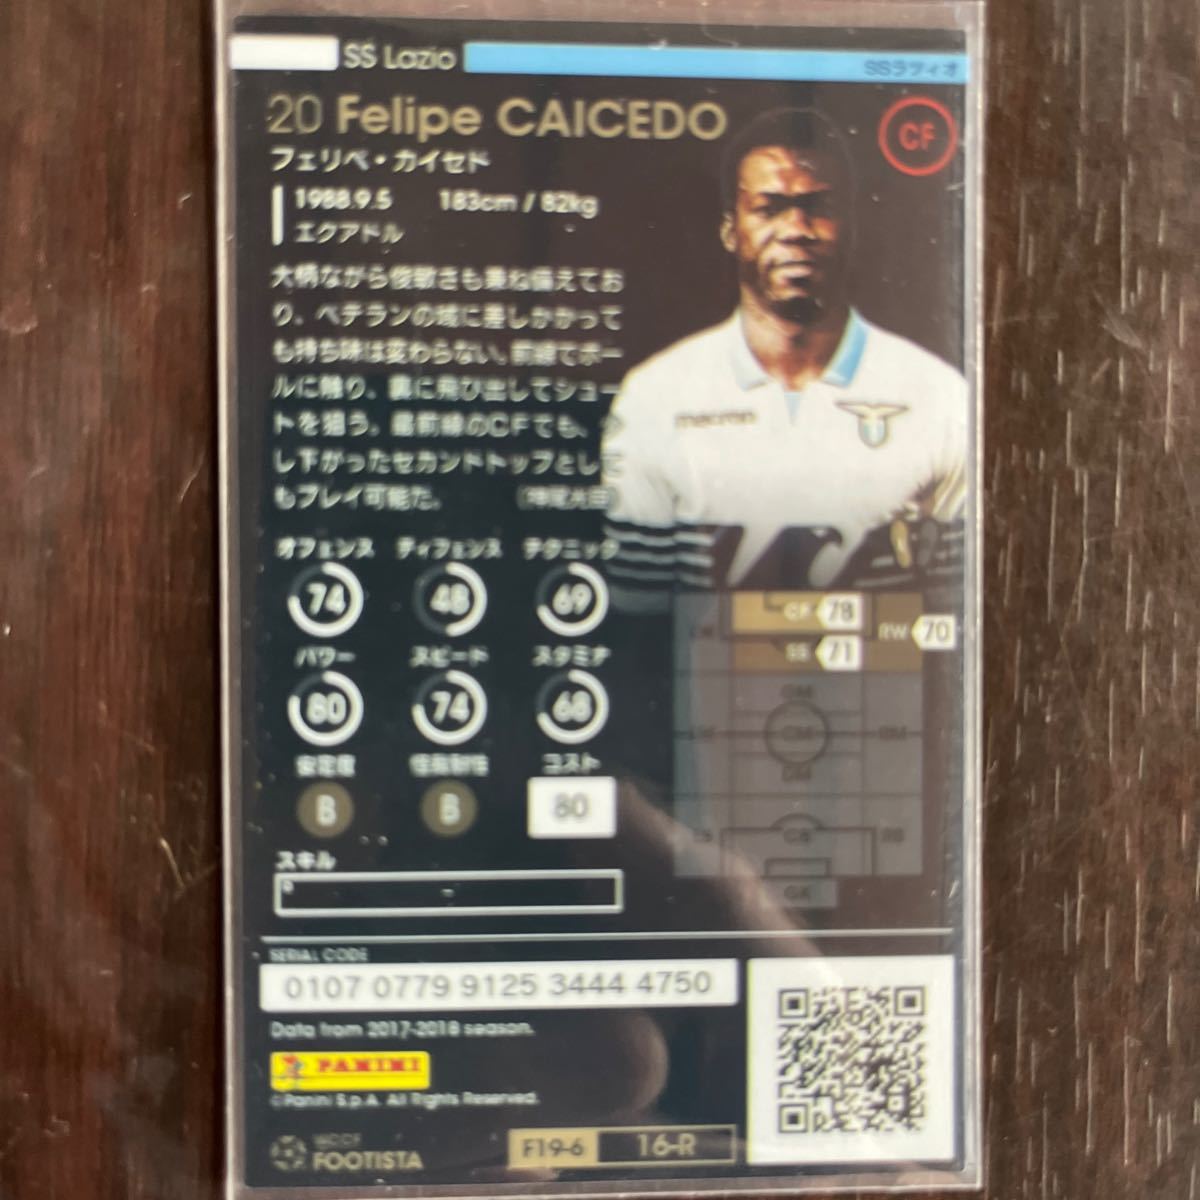 SS Lazio
SSラツィオ
20 Felipe CAICEDO
CF
フェリペ・カイセド
1988.9.5 183cm / 82kg
エクアドル
大柄ながら俊敏さも兼ね備えてお
り、ベテランの域に差しかかって
も持ち味は変わらない。前線でボー
ルに触り、裏に飛び出してシュー
トを狙う。最前線のCFでも、
し下がったセカンドトップとして
もプレイ可能だ。
オフェンス ディフェンス テクニック
74 48 69
パワー スピード スタミナ
80 74 68
安定度 コスト
B B 80
CF 78
RW 70
SS 71
OM
CM
CB
GK
スキル
-
SERIAL CODE
0107 0779 9125 3444 4750
Data from 2017-2018 season.
PANINI
©Panini S.p.A. All Rights Reserved.
WCCF
FOOTISTA
F19-6 16-R
macron